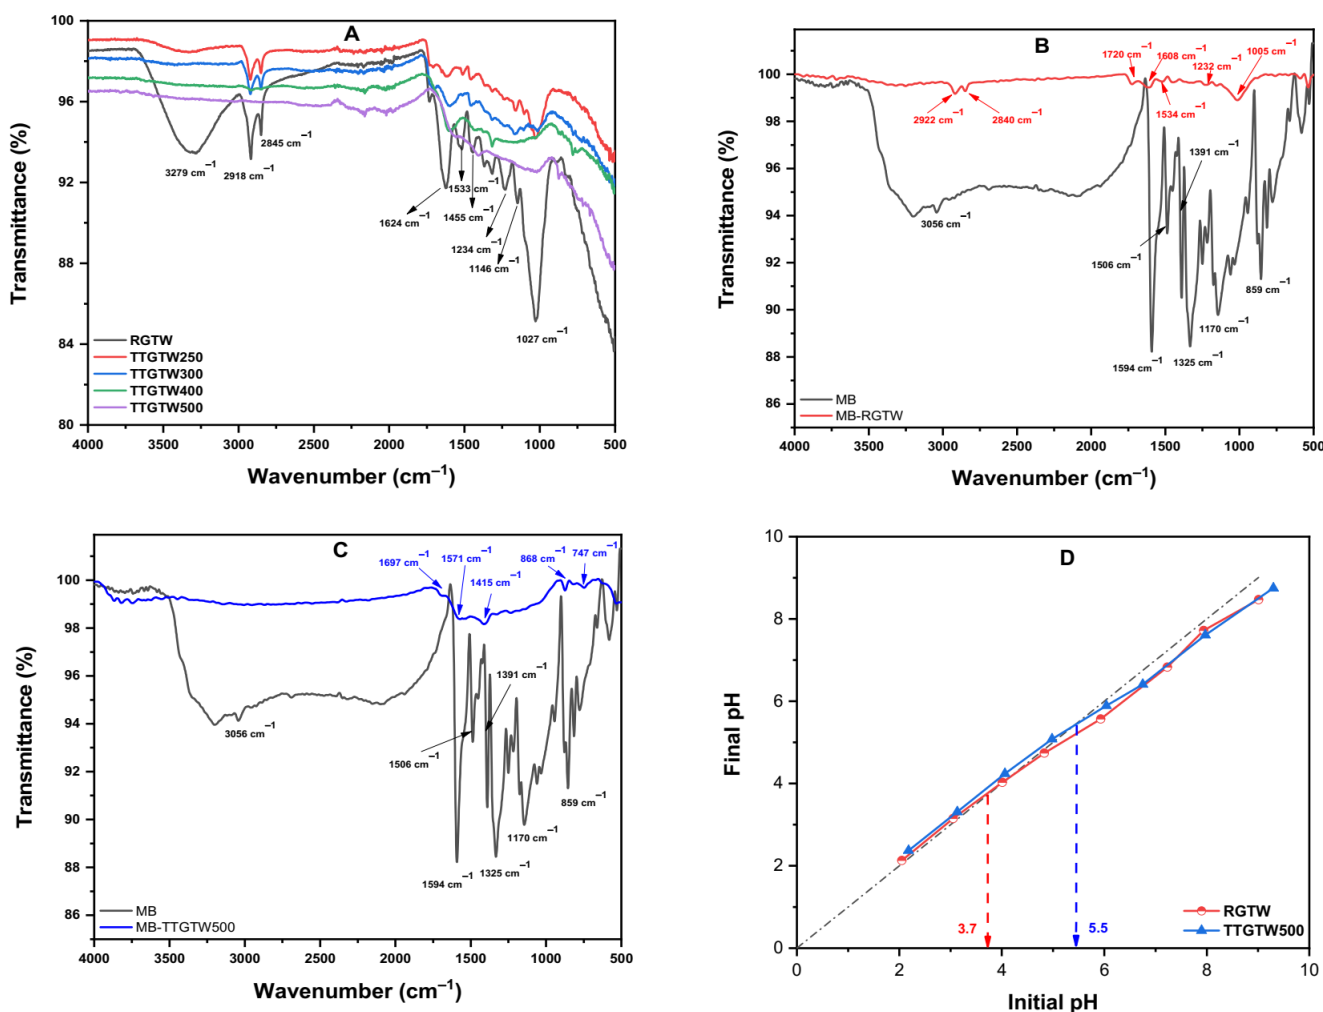 A
Transmittance (%)
100
96
92
88
84
80
3279 cm⁻¹
2918 cm⁻¹
2845 cm⁻¹
1624 cm⁻¹
1533 cm⁻¹
1455 cm⁻¹
1234 cm⁻¹
1146 cm⁻¹
1027 cm⁻¹
RGTW
TTGTW250
TTGTW300
TTGTW400
TTGTW500
4000 3500 3000 2500 2000 1500 1000 500
Wavenumber (cm⁻¹)
B
Transmittance (%)
100
98
96
94
92
90
88
86
1720 cm⁻¹
1608 cm⁻¹
1232 cm⁻¹
1005 cm⁻¹
2922 cm⁻¹
2840 cm⁻¹
1534 cm⁻¹
1391 cm⁻¹
3056 cm⁻¹
1506 cm⁻¹
859 cm⁻¹
1170 cm⁻¹
1594 cm⁻¹
1325 cm⁻¹
MB
MB-RGTW
4000 3500 3000 2500 2000 1500 1000 500
Wavenumber (cm⁻¹)
C
Transmittance (%)
100
98
96
94
92
90
88
86
1697 cm⁻¹
1571 cm⁻¹
1415 cm⁻¹
868 cm⁻¹
747 cm⁻¹
1391 cm⁻¹
3056 cm⁻¹
1506 cm⁻¹
859 cm⁻¹
1170 cm⁻¹
1594 cm⁻¹
1325 cm⁻¹
MB
MB-TTGTW500
4000 3500 3000 2500 2000 1500 1000 500
Wavenumber (cm⁻¹)
D
Final pH
10
8
6
4
2
0
3.7
5.5
RGTW
TTGTW500
0 2 4 6 8 10
Initial pH